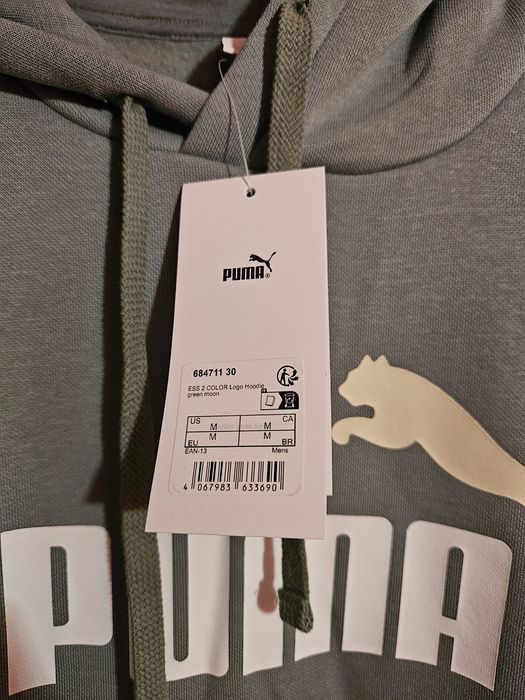 PUMA®
684711 30
ESS 2 COLOR Logo Hoodie
green moon
US M M CA
EU M M BR
EAN-13 Mens
4 067983 633690
PUMA